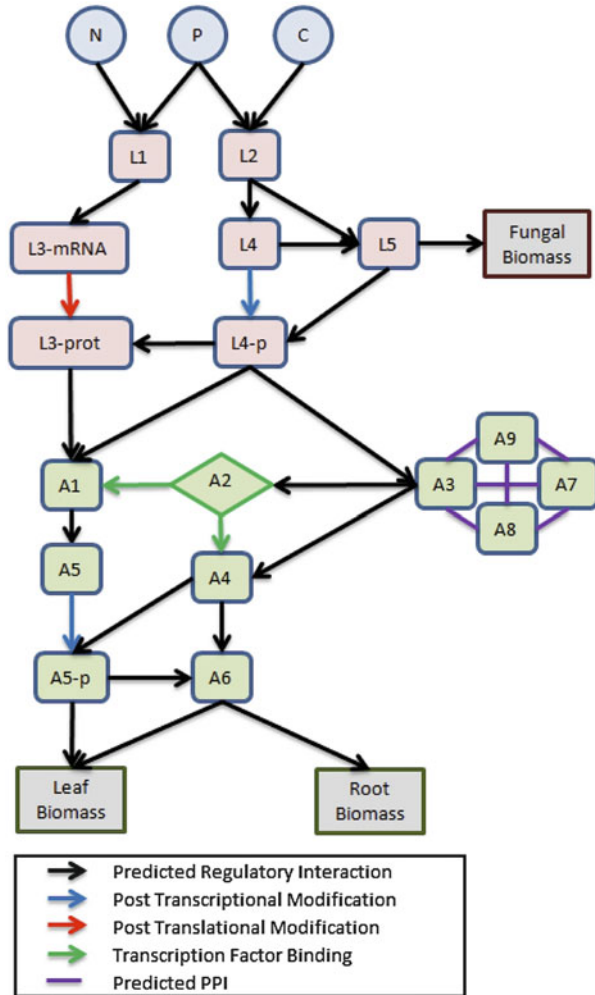 N P C
L1 L2
L3-mRNA L4 L5 Fungal
Biomass
L3-prot L4-p
A9
A1 A2 A3 A7
A8
A5 A4
A5-p A6
Leaf
Biomass
Root
Biomass
Predicted Regulatory Interaction
Post Transcriptional Modification
Post Translational Modification
Transcription Factor Binding
Predicted PPI